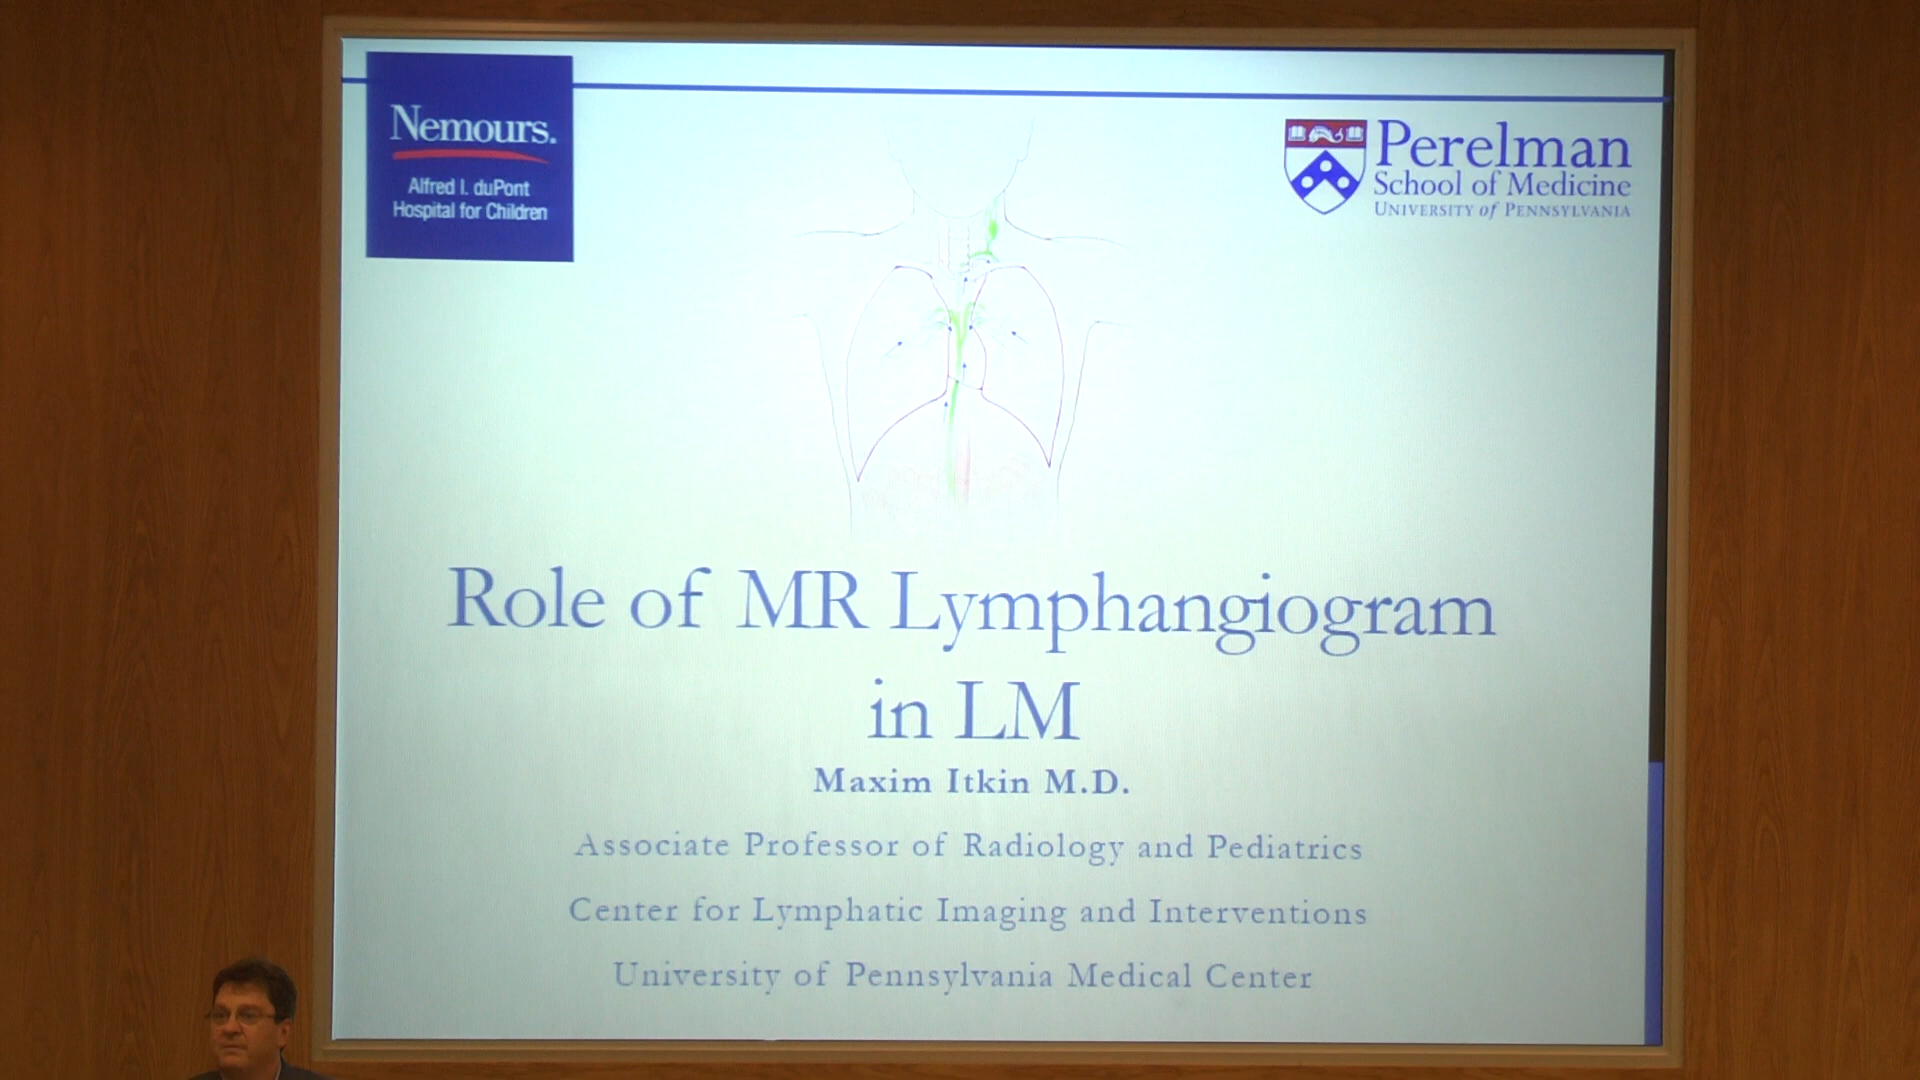 Nemours.
Alfred I. duPont
Hospital for Children
Perelman
School of Medicine
UNIVERSITY of PENNSYLVANIA
Role of MR Lymphangiogram
in LM
Maxim Itkin M.D.
Associate Professor of Radiology and Pediatrics
Center for Lymphatic Imaging and Interventions
University of Pennsylvania Medical Center